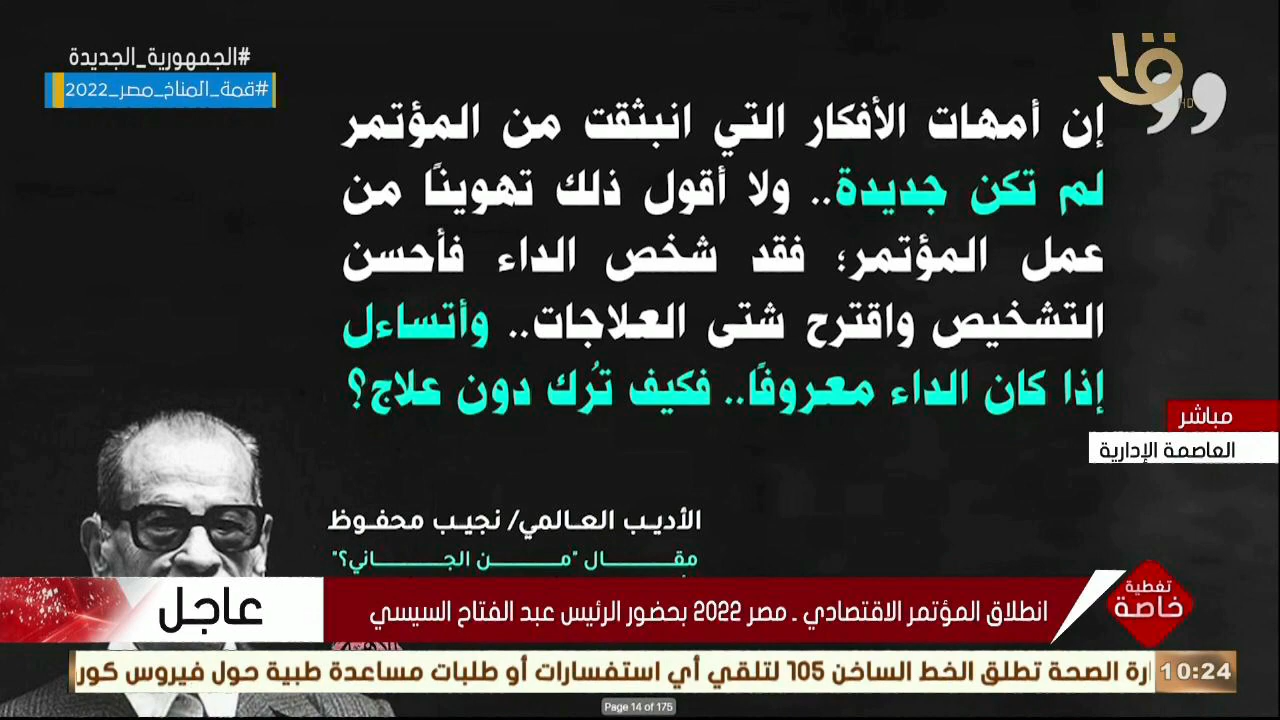 #الجمهورية_الجديدة
#قمة_المناخ_مصر_2022
HD
إن أمهات الأفكار التي انبثقت من المؤتمر
لم تكن جديدة.. ولا أقول ذلك تهوينًا من
عمل المؤتمر؛ فقد شخص الداء فأحسن
التشخيص واقترح شتى العلاجات.. وأتساءل
إذا كان الداء معروفًا.. فكيف تُرك دون علاج؟
مباشر
العاصمة الإدارية
الأديب العالمي/ نجيب محفوظ
مقال "من الجاني؟"
تغطية
خاصة
انطلاق المؤتمر الاقتصادي - مصر 2022 بحضور الرئيس عبد الفتاح السيسي
عاجل
10:24
الصحة تطلق الخط الساخن 105 لتلقي أي استفسارات أو طلبات مساعدة طبية حول فيروس
Page 14 of 175